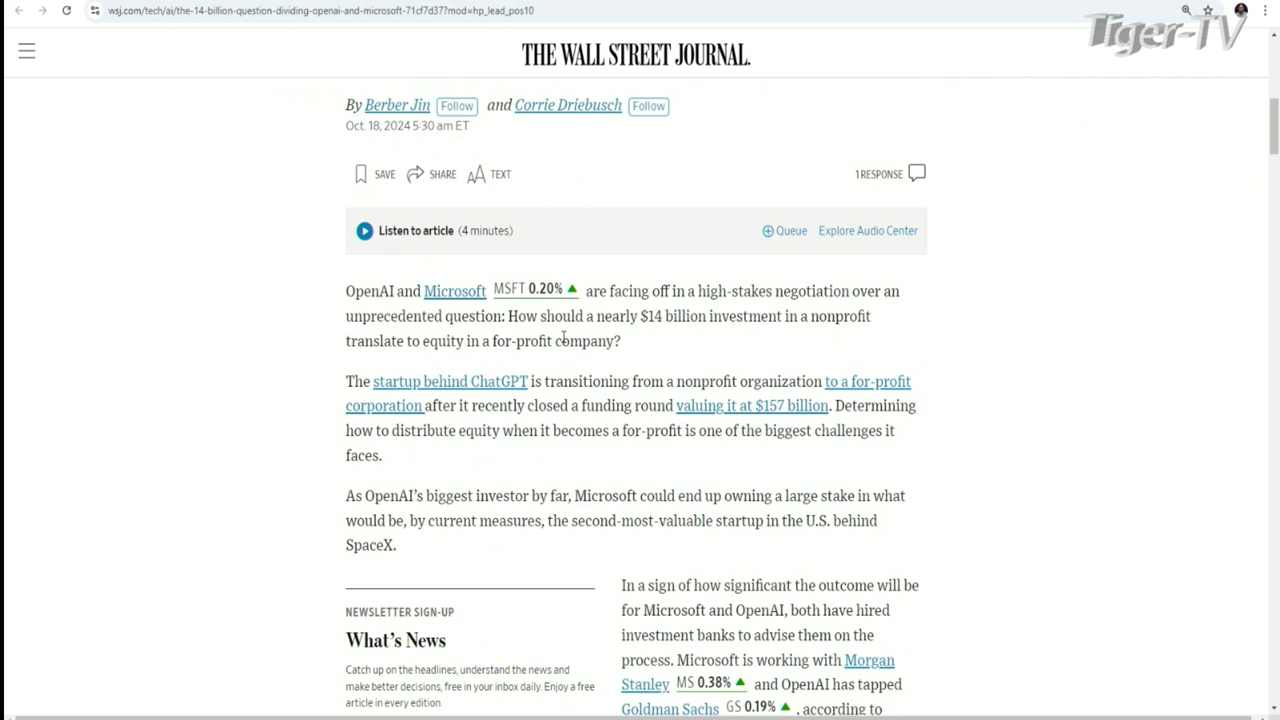 wsj.com/tech/ai/the-14-billion-question-dividing-openai-and-microsoft-71cf7d37?mod=hp_lead_pos10
Tiger-TV
THE WALL STREET JOURNAL.
By Berber Jin Follow and Corrie Driebusch Follow
Oct. 18, 2024 5:30 am ET
SAVE SHARE AA TEXT 1 RESPONSE
Listen to article (4 minutes) Queue Explore Audio Center
OpenAI and Microsoft MSFT 0.20% ▲ are facing off in a high-stakes negotiation over an
unprecedented question: How should a nearly $14 billion investment in a nonprofit
translate to equity in a for-profit company?
The startup behind ChatGPT is transitioning from a nonprofit organization to a for-profit
corporation after it recently closed a funding round valuing it at $157 billion. Determining
how to distribute equity when it becomes a for-profit is one of the biggest challenges it
faces.
As OpenAI's biggest investor by far, Microsoft could end up owning a large stake in what
would be, by current measures, the second-most-valuable startup in the U.S. behind
SpaceX.
NEWSLETTER SIGN-UP
What's News
Catch up on the headlines, understand the news and
make better decisions, free in your inbox daily. Enjoy a free
article in every edition.
In a sign of how significant the outcome will be
for Microsoft and OpenAI, both have hired
investment banks to advise them on the
process. Microsoft is working with Morgan
Stanley MS 0.38% ▲ and OpenAI has tapped
Goldman Sachs GS 0.19% ▲ , according to